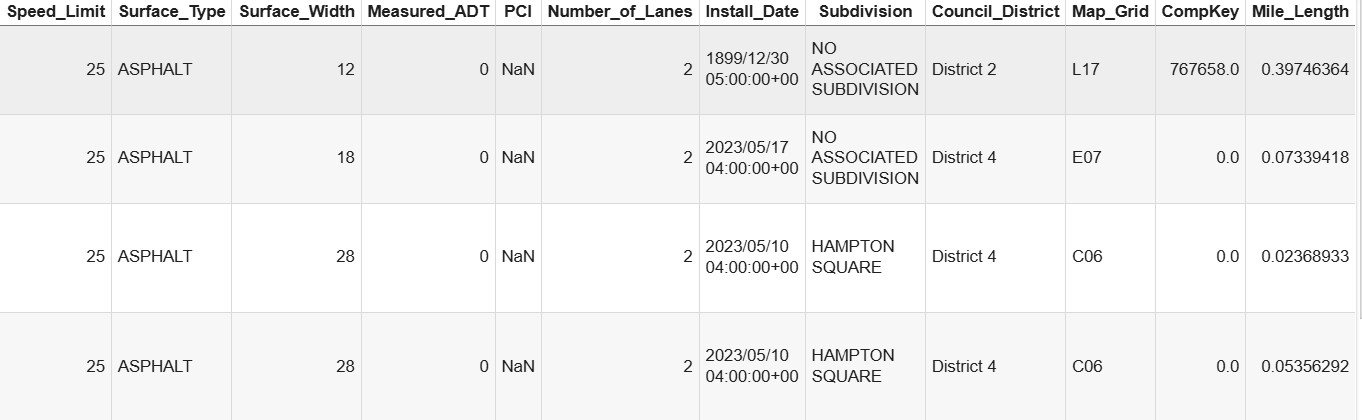 Speed_Limit Surface_Type Surface_Width Measured_ADT PCI Number_of_Lanes Install_Date Subdivision Council_District Map_Grid CompKey Mile_Length
25 ASPHALT 12 0 NaN 2 1899/12/30 05:00:00+00 NO ASSOCIATED SUBDIVISION District 2 L17 767658.0 0.39746364
25 ASPHALT 18 0 NaN 2 2023/05/17 04:00:00+00 NO ASSOCIATED SUBDIVISION District 4 E07 0.0 0.07339418
25 ASPHALT 28 0 NaN 2 2023/05/10 04:00:00+00 HAMPTON SQUARE District 4 C06 0.0 0.02368933
25 ASPHALT 28 0 NaN 2 2023/05/10 04:00:00+00 HAMPTON SQUARE District 4 C06 0.0 0.05356292